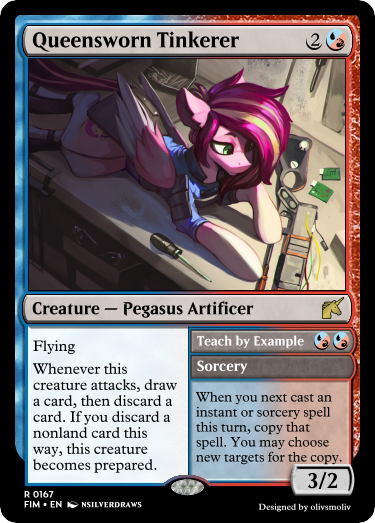 Queensworn Tinkerer 2
Creature — Pegasus Artificer
Flying
Whenever this
creature attacks, draw
a card, then discard a
card. If you discard a
nonland card this
way, this creature
becomes prepared.
Teach by Example
Sorcery
When you next cast an
instant or sorcery spell
this turn, copy that
spell. You may choose
new targets for the copy.
3/2
R 0167
FIM • EN NSILVERDRAWS
Designed by olivsmoliv